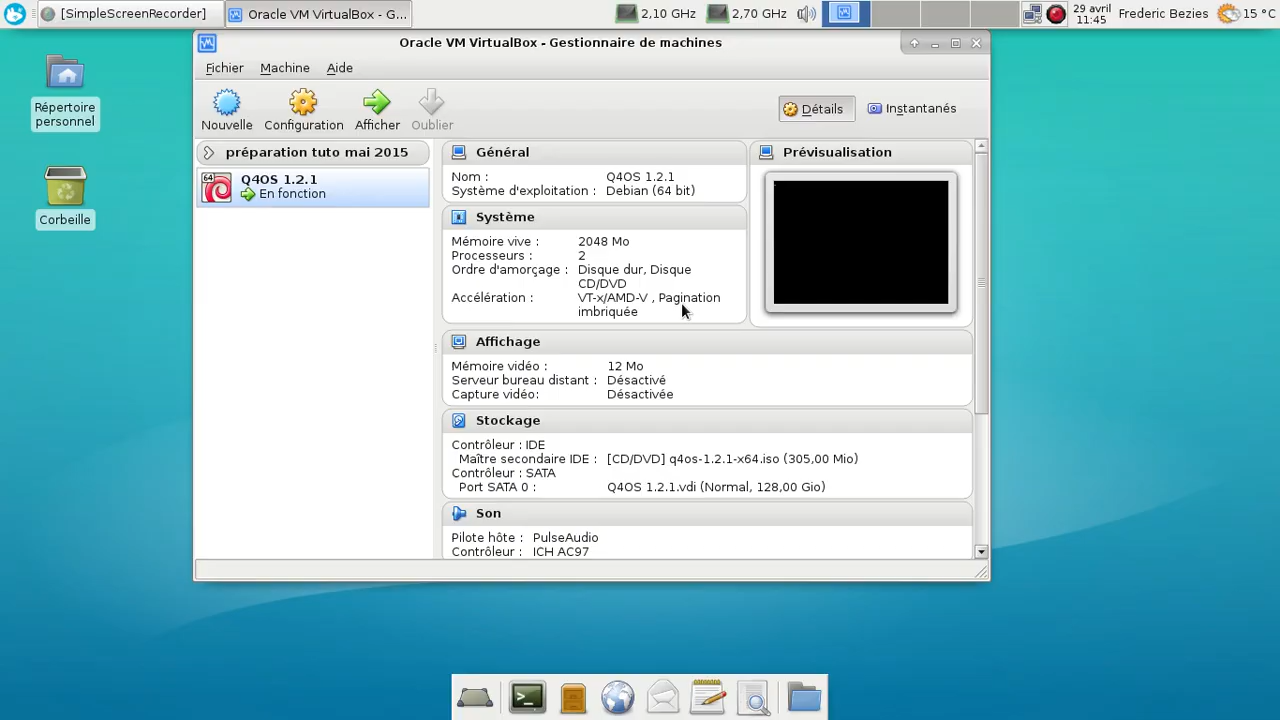 [SimpleScreenRecorder]
Oracle VM VirtualBox - G...
2,10 GHz
2,70 GHz
29 avril
11:45
Frederic Bezies
15 °C
Oracle VM VirtualBox - Gestionnaire de machines
Fichier
Machine
Aide
Nouvelle
Configuration
Afficher
Oublier
Détails
Instantanés
Répertoire
personnel
Corbeille
préparation tuto mai 2015
64
Q4OS 1.2.1
En fonction
Général
Nom : Q4OS 1.2.1
Système d'exploitation : Debian (64 bit)
Système
Mémoire vive : 2048 Mo
Processeurs : 2
Ordre d'amorçage : Disque dur, Disque
CD/DVD
Accélération : VT-x/AMD-V , Pagination
imbriquée
Prévisualisation
Affichage
Mémoire vidéo : 12 Mo
Serveur bureau distant : Désactivé
Capture vidéo: Désactivée
Stockage
Contrôleur : IDE
Maître secondaire IDE : [CD/DVD] q4os-1.2.1-x64.iso (305,00 Mio)
Contrôleur : SATA
Port SATA 0 : Q4OS 1.2.1.vdi (Normal, 128,00 Gio)
Son
Pilote hôte : PulseAudio
Contrôleur : ICH AC97